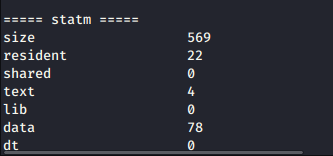 ===== statm =====
size 569
resident 22
shared 0
text 4
lib 0
data 78
dt 0